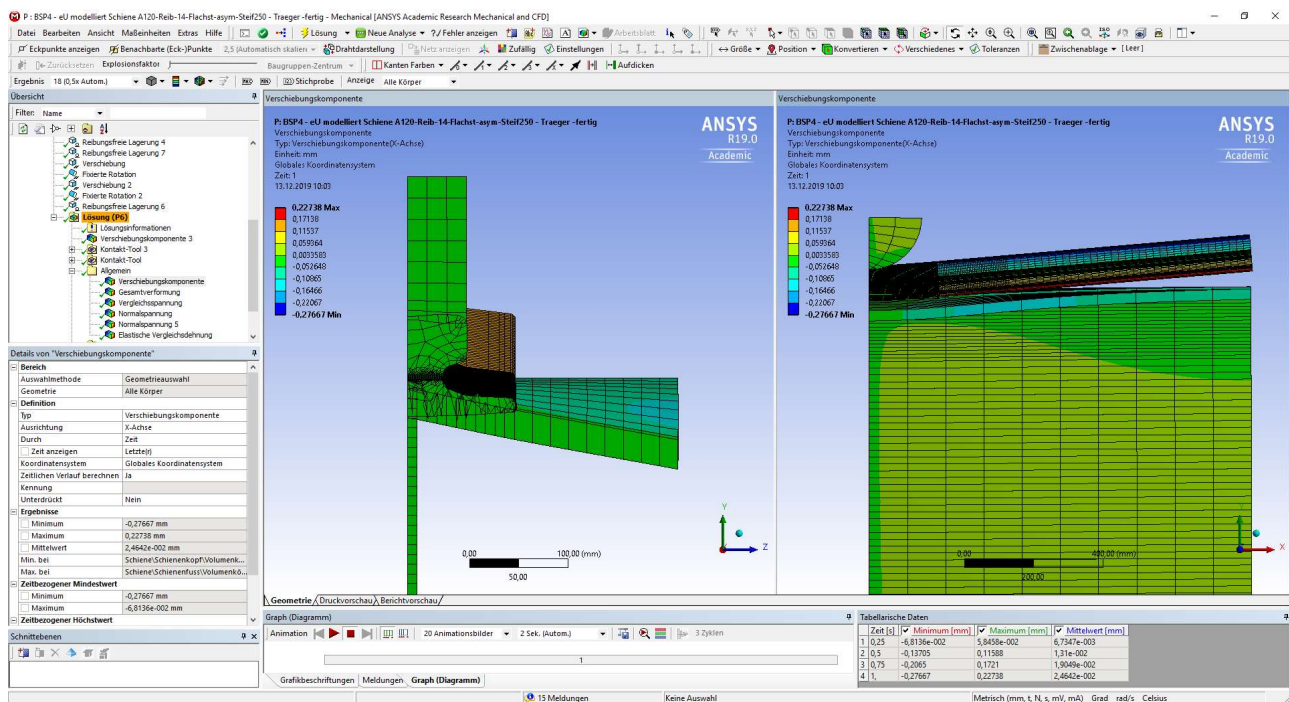 P : BSP4 - eU modelliert Schiene A120-Reib-14-Flachst-asym-Steif250 - Traeger -fertig - Mechanical [ANSYS Academic Research Mechanical and CFD]
Datei Bearbeiten Ansicht Maßeinheiten Extras Hilfe Lösung Neue Analyse ?/ Fehler anzeigen Arbeitsblatt
Eckpunkte anzeigen Benachbarte (Eck-)Punkte 2,5 (Automatisch skalieren Drahtdarstellung Netz anzeigen Zufällig Einstellungen Größe Position Konvertieren Verschiedenes Toleranzen Zwischenablage [Leer]
Zurücksetzen Explosionsfaktor Baugruppen-Zentrum Kanten Farben Aufdicken
Ergebnis 18 (0,5x Autom.) Stichprobe Anzeige Alle Körper
Übersicht
Filter: Name
Reibungsfreie Lagerung 4
Reibungsfreie Lagerung 7
Verschiebung
Fixierte Rotation
Verschiebung 2
Fixierte Rotation 2
Reibungsfreie Lagerung 6
Lösung (P6)
Lösungsinformationen
Verschiebungskomponente 3
Kontakt-Tool 3
Kontakt-Tool
Allgemein
Verschiebungskomponente
Gesamtverformung
Vergleichsspannung
Normalspannung
Normalspannung 5
Elastische Vergleichsdehnung
Details von "Verschiebungskomponente"
Bereich
Auswahlmethode Geometrieauswahl
Geometrie Alle Körper
Definition
Typ Verschiebungskomponente
Ausrichtung X-Achse
Durch Zeit
Zeit anzeigen Letzte(r)
Koordinatensystem Globales Koordinatensystem
Zeitlichen Verlauf berechnen Ja
Kennung
Unterdrückt Nein
Ergebnisse
Minimum -0,27667 mm
Maximum 0,22738 mm
Mittelwert 2,4642e-002 mm
Min. bei Schiene\Schienenkopf\Volumenk...
Max. bei Schiene\Schienenfuss\Volumenkö...
Zeitbezogener Mindestwert
Minimum -0,27667 mm
Maximum -6,8136e-002 mm
Zeitbezogener Höchstwert
Schnittebenen
Verschiebungskomponente
P: BSP4 - eU modelliert Schiene A120-Reib-14-Flachst-asym-Steif250 - Traeger -fertig
Verschiebungskomponente
Typ: Verschiebungskomponente(X-Achse)
Einheit: mm
Globales Koordinatensystem
Zeit: 1
13.12.2019 10:03
0,22738 Max
0,17138
0,11537
0,059364
0,0033583
-0,052648
-0,10865
-0,16466
-0,22067
-0,27667 Min
ANSYS
R19.0
Academic
Y
Z
0,00 100,00 (mm)
50,00
Geometrie Druckvorschau Berichtvorschau
Verschiebungskomponente
P: BSP4 - eU modelliert Schiene A120-Reib-14-Flachst-asym-Steif250 - Traeger -fertig
Verschiebungskomponente
Typ: Verschiebungskomponente(X-Achse)
Einheit: mm
Globales Koordinatensystem
Zeit: 1
13.12.2019 10:03
0,22738 Max
0,17138
0,11537
0,059364
0,0033583
-0,052648
-0,10865
-0,16466
-0,22067
-0,27667 Min
ANSYS
R19.0
Academic
Y
X
0,00 400,00 (mm)
200,00
Graph (Diagramm)
Animation 20 Animationsbilder 2 Sek. (Autom.) 3 Zyklen
1
Grafikbeschriftungen Meldungen Graph (Diagramm)
Tabellarische Daten
Zeit [s] Minimum [mm] Maximum [mm] Mittelwert [mm]
1 0,25 -6,8136e-002 5,8458e-002 6,7347e-003
2 0,5 -0,13705 0,11588 1,31e-002
3 0,75 -0,2065 0,1721 1,9049e-002
4 1, -0,27667 0,22738 2,4642e-002
15 Meldungen Keine Auswahl Metrisch (mm, t, N, s, mV, mA) Grad rad/s Celsius